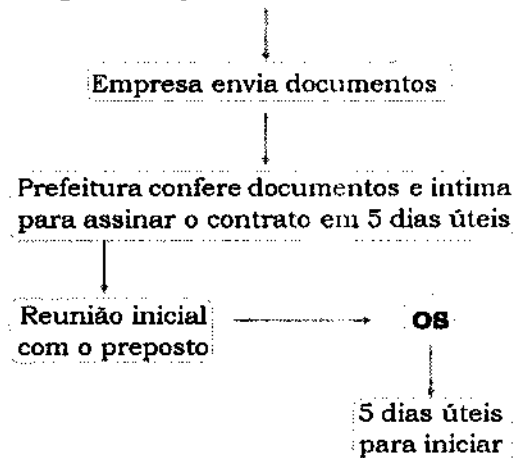 Empresa envia documentos
Prefeitura confere documentos e intima
para assinar o contrato em 5 dias úteis
Reunião inicial
com o preposto
OS
5 dias úteis
para iniciar